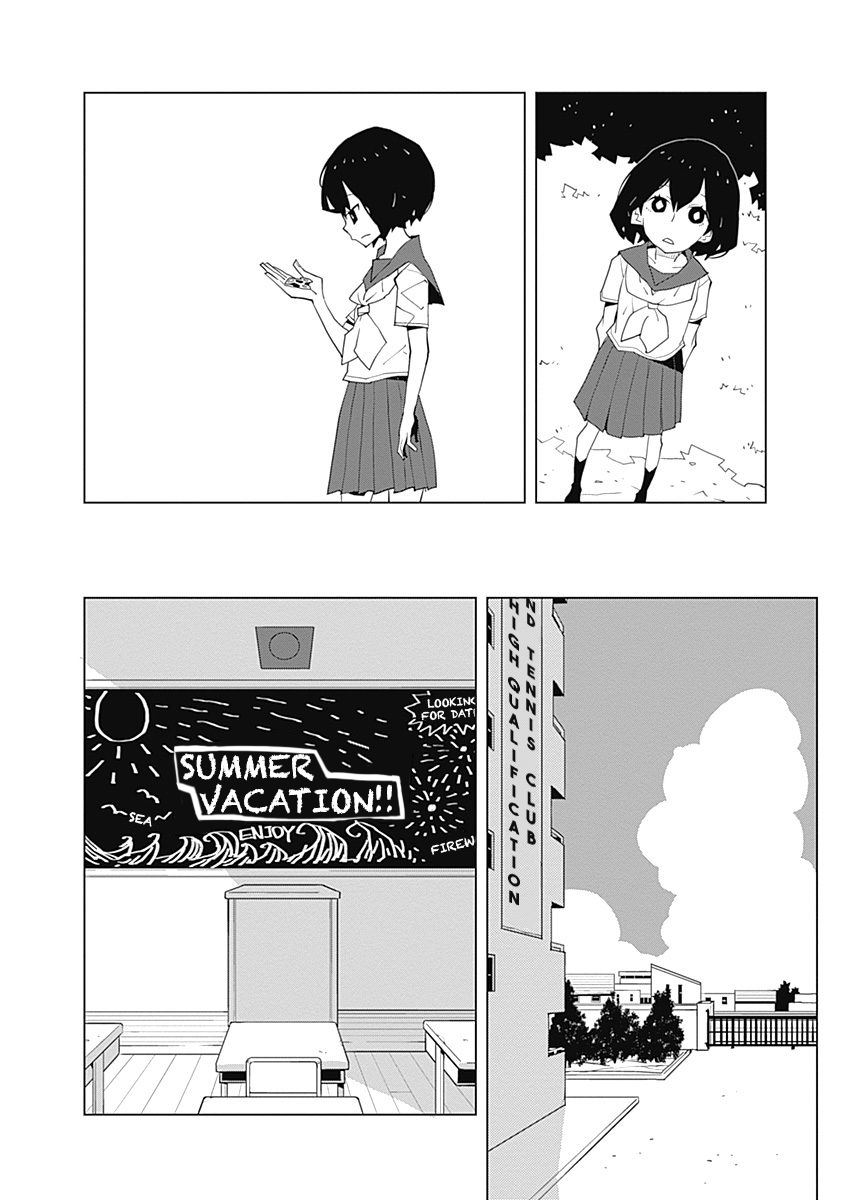 LOOKING
FOR DAT
SUMMER
VACATION!!
~SEA~
ENJOY
FIREW
ND TENNIS CLUB
HIGH QUALIFICATION